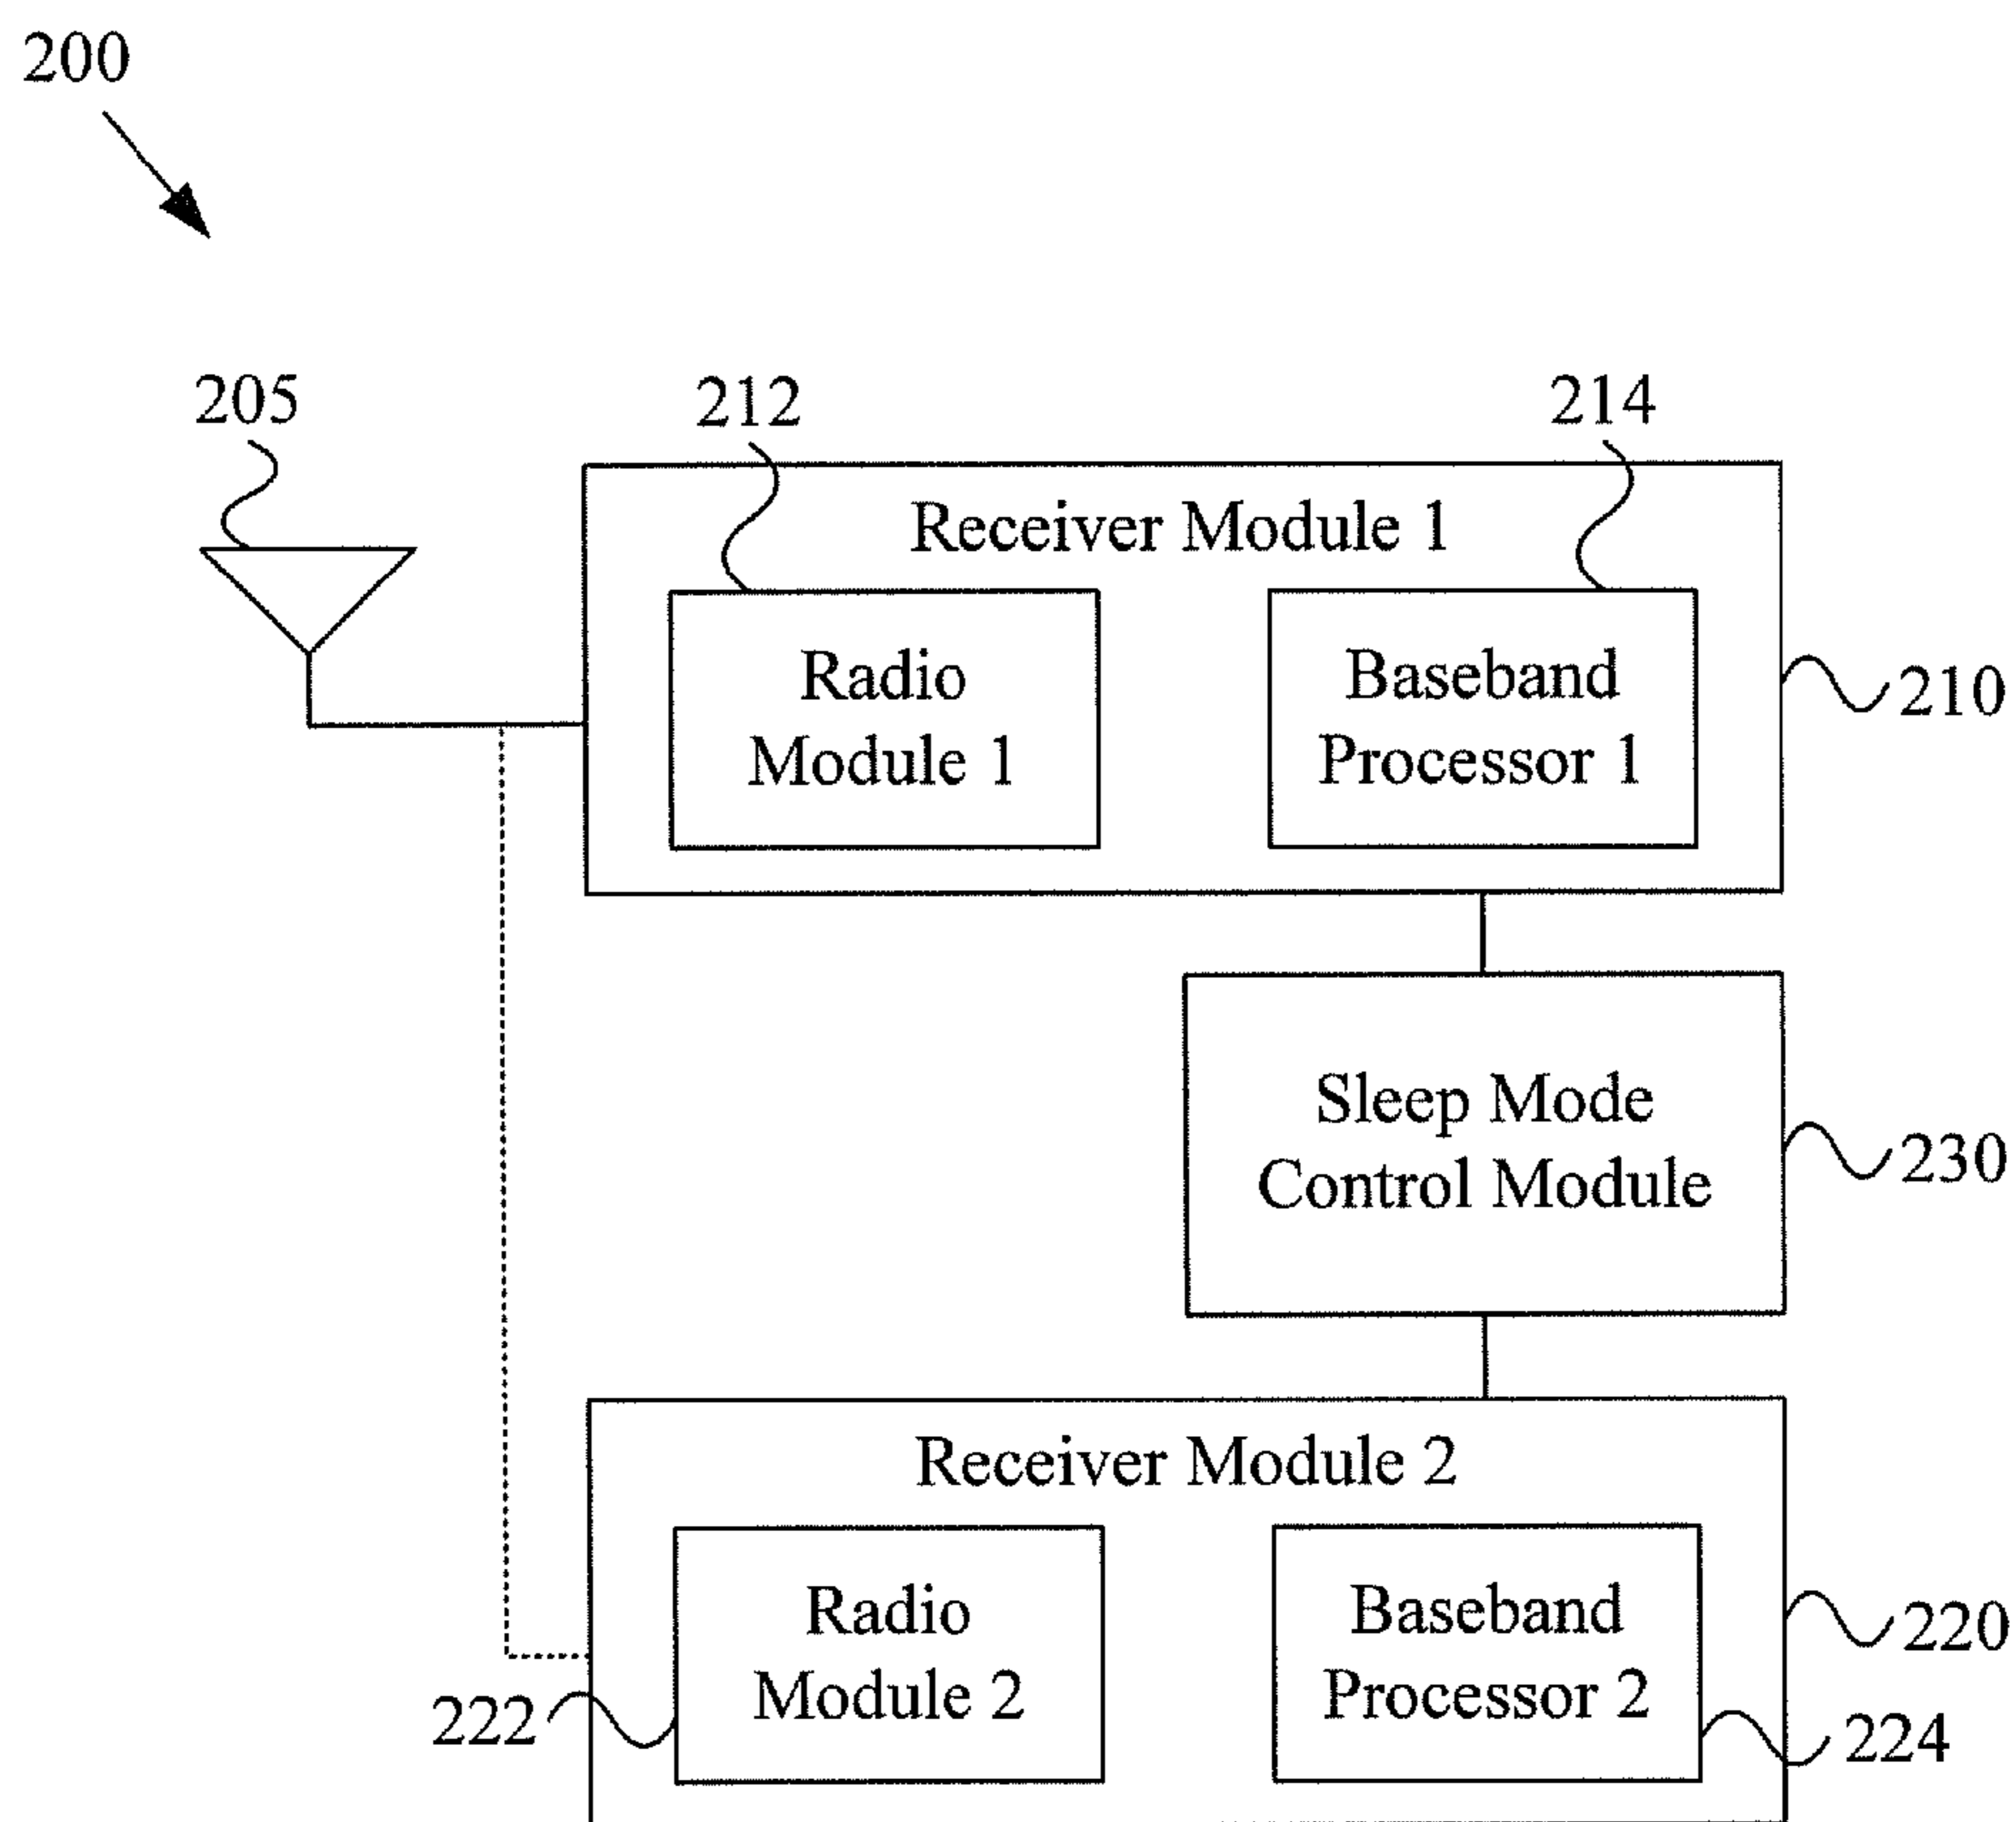 200
205
212
214
Receiver Module 1
Radio
Module 1
Baseband
Processor 1
210
Sleep Mode
Control Module
230
Receiver Module 2
Radio
Module 2
Baseband
Processor 2
220
222
224